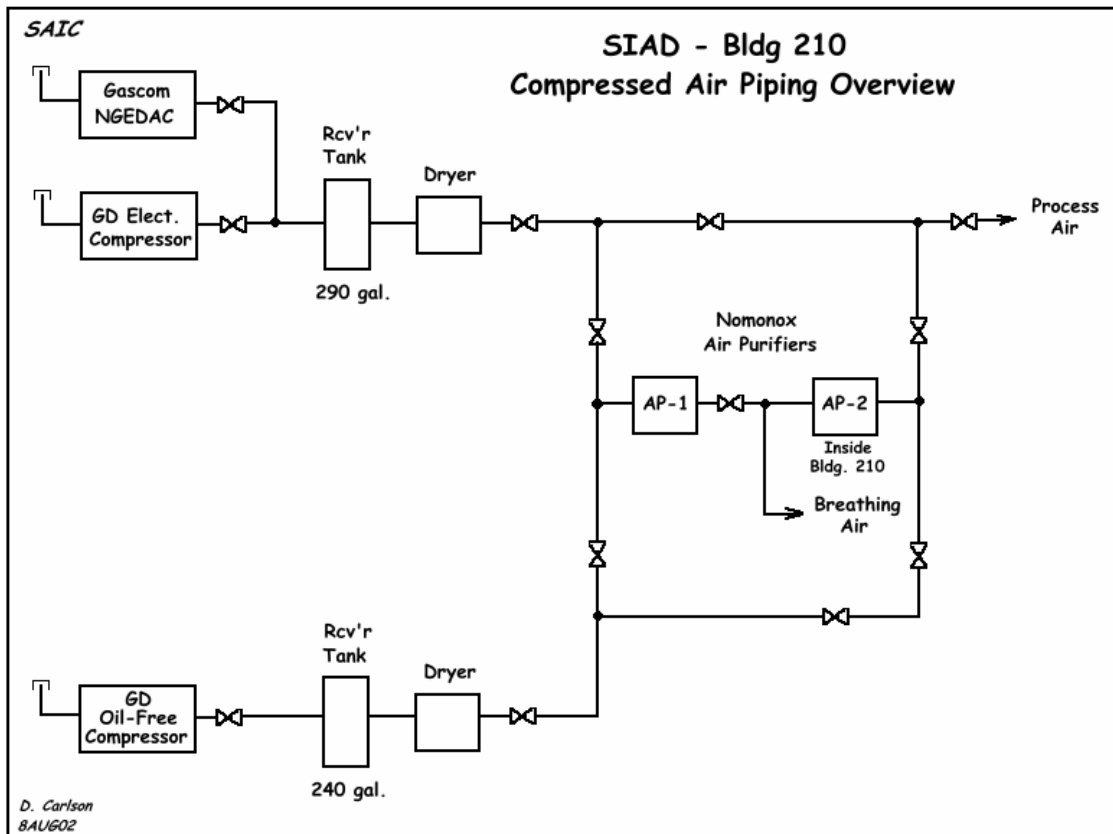 SAIC
SIAD - Bldg 210
Compressed Air Piping Overview
Gascom
NGEDAC
Rcv'r
Tank
Dryer
GD Elect.
Compressor
290 gal.
Process
Air
Nomonox
Air Purifiers
AP-1
AP-2
Inside
Bldg. 210
Breathing
Air
Rcv'r
Tank
Dryer
GD
Oil-Free
Compressor
240 gal.
D. Carlson
8AUG02